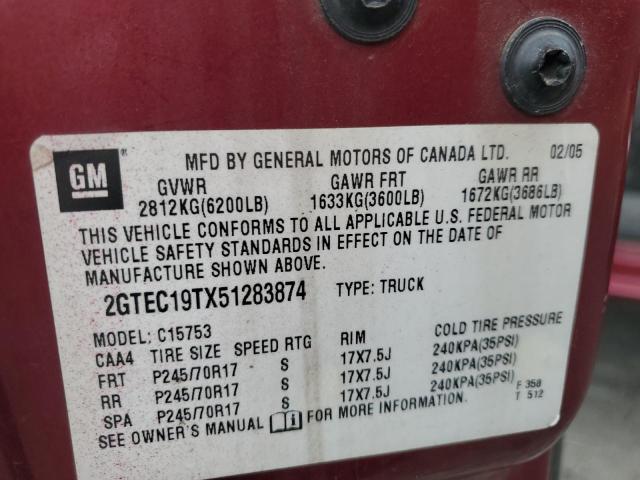 GM®
MFD BY GENERAL MOTORS OF CANADA LTD. 02/05
GVWR GAWR FRT GAWR RR
2812KG(6200LB) 1633KG(3600LB) 1672KG(3686LB)
THIS VEHICLE CONFORMS TO ALL APPLICABLE U.S. FEDERAL MOTOR
VEHICLE SAFETY STANDARDS IN EFFECT ON THE DATE OF
MANUFACTURE SHOWN ABOVE.
2GTEC19TX51283874 TYPE: TRUCK
MODEL: C15753
CAA4 TIRE SIZE SPEED RTG RIM COLD TIRE PRESSURE
FRT P245/70R17 S 17X7.5J 240KPA(35PSI)
RR P245/70R17 S 17X7.5J 240KPA(35PSI)
SPA P245/70R17 S 17X7.5J 240KPA(35PSI) F 358
SEE OWNER'S MANUAL i FOR MORE INFORMATION. T 512